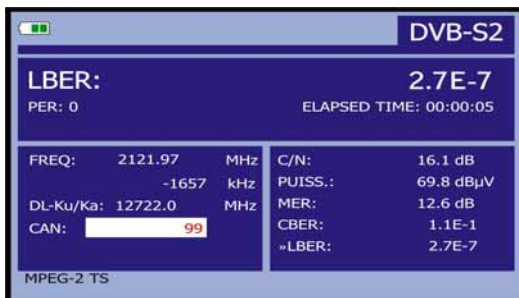 DVB-S2
LBER: 2.7E-7
PER: 0 ELAPSED TIME: 00:00:05
FREQ: 2121.97 MHz
-1657 kHz
DL-Ku/Ka: 12722.0 MHz
CAN: 99
C/N: 16.1 dB
PUISS.: 69.8 dBµV
MER: 12.6 dB
CBER: 1.1E-1
»LBER: 2.7E-7
MPEG-2 TS